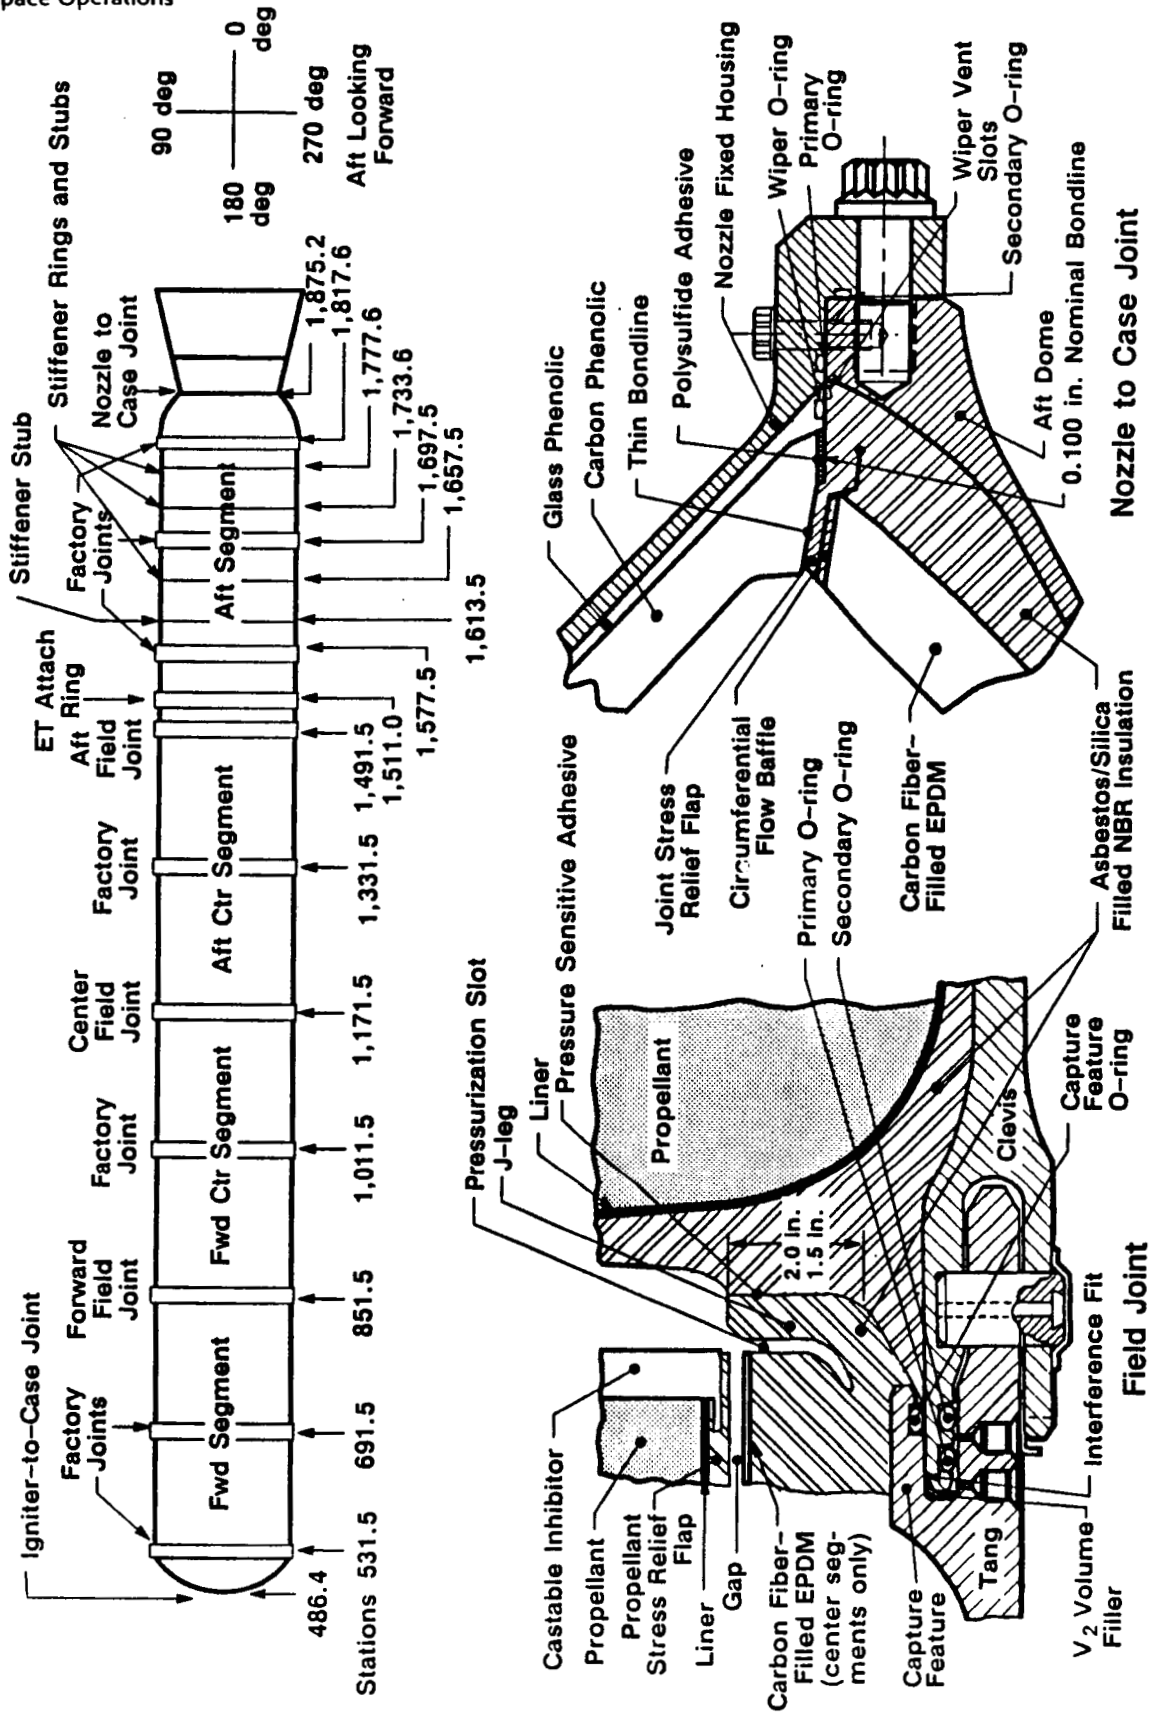 pace Operations
Igniter-to-Case Joint
Factory
Joints
Forward
Field
Joint
Factory
Joint
Center
Field
Joint
Factory
Joint
ET Attach
Ring
Aft
Field
Joint
Stiffener Stub
Factory
Joints
Stiffener Rings and Stubs
Nozzle to
Case Joint
90 deg
0
deg
180
deg
270 deg
Aft Looking
Forward
Fwd Segment
Fwd Ctr Segment
Aft Ctr Segment
Aft Segment
486.4
Stations 531.5
691.5
851.5
1,011.5
1,171.5
1,331.5
1,491.5
1,511.0
1,577.5
1,613.5
1,657.5
1,697.5
1,733.6
1,777.6
1,817.6
1,875.2
Castable Inhibitor
Propellant
Propellant
Stress Relief
Flap
Liner
Gap
Carbon Fiber-
Filled EPDM
(center seg-
ments only)
Capture
Feature
Tang
V2 Volume
Filler
Pressurization Slot
J-leg
Liner
Pressure Sensitive Adhesive
Propellant
2.0 in.
1.5 in.
Primary O-ring
Secondary O-ring
Clevis
Asbestos/Silica
Filled NBR Insulation
Capture
Feature
O-ring
Interference Fit
Field Joint
Glass Phenolic
Carbon Phenolic
Thin Bondline
Polysulfide Adhesive
Nozzle Fixed Housing
Wiper O-ring
Primary
O-ring
Wiper Vent
Slots
Secondary O-ring
Joint Stress
Relief Flap
Circumferential
Flow Baffle
Carbon Fiber-
Filled EPDM
Aft Dome
0.100 in. Nominal Bondline
Nozzle to Case Joint